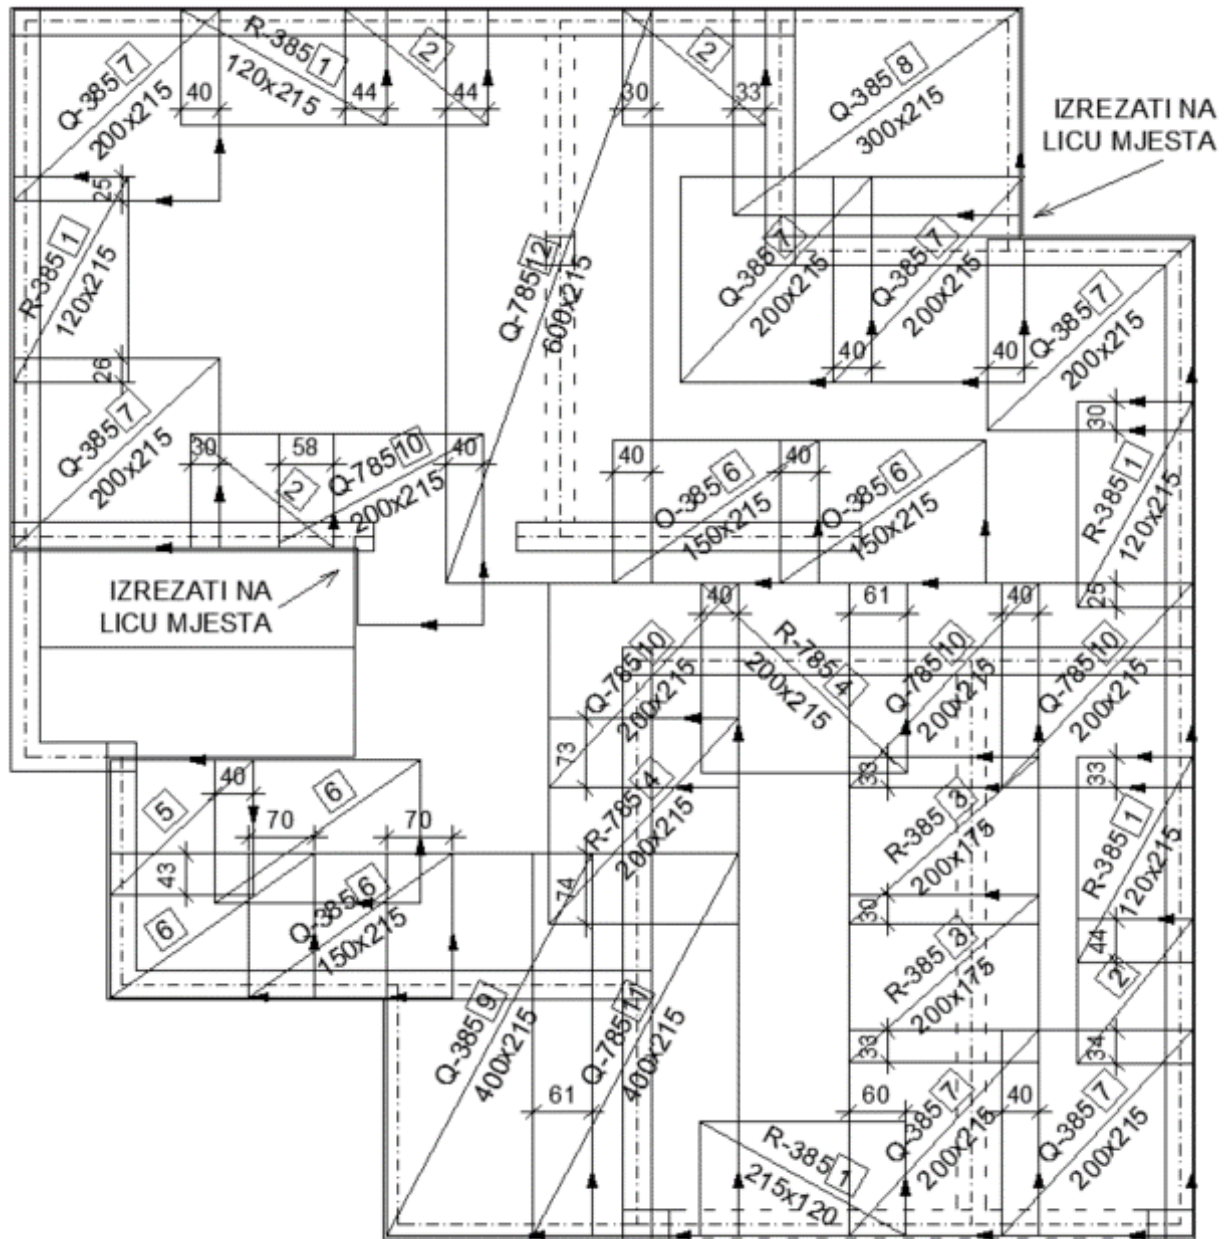 R-385 1
120x215
2
2
Q-385 7
200x215
Q-385 8
300x215
40
44
44
30
33
IZREZATI NA
LICU MJESTA
25
R-385 1
120x215
Q-785 12
600x215
Q-385 7
200x215
Q-385 7
200x215
Q-385 7
200x215
40
40
26
Q-385 7
200x215
30
30
58
40
2
Q-785 10
200x215
40
40
Q-385 6
150x215
Q-385 6
150x215
R-385 1
120x215
25
IZREZATI NA
LICU MJESTA
40
61
40
Q-785 10
200x215
R-785 4
200x215
Q-785 10
200x215
Q-785 10
200x215
73
33
33
40
5
6
70
70
R-785 4
200x215
R-385 3
200x175
R-385 1
120x215
43
6
Q-385 6
150x215
74
30
44
R-385 3
200x175
2
Q-385 9
400x215
Q-785 11
400x215
33
34
61
60
40
Q-385 7
200x215
Q-385 7
200x215
R-385 1
215x120